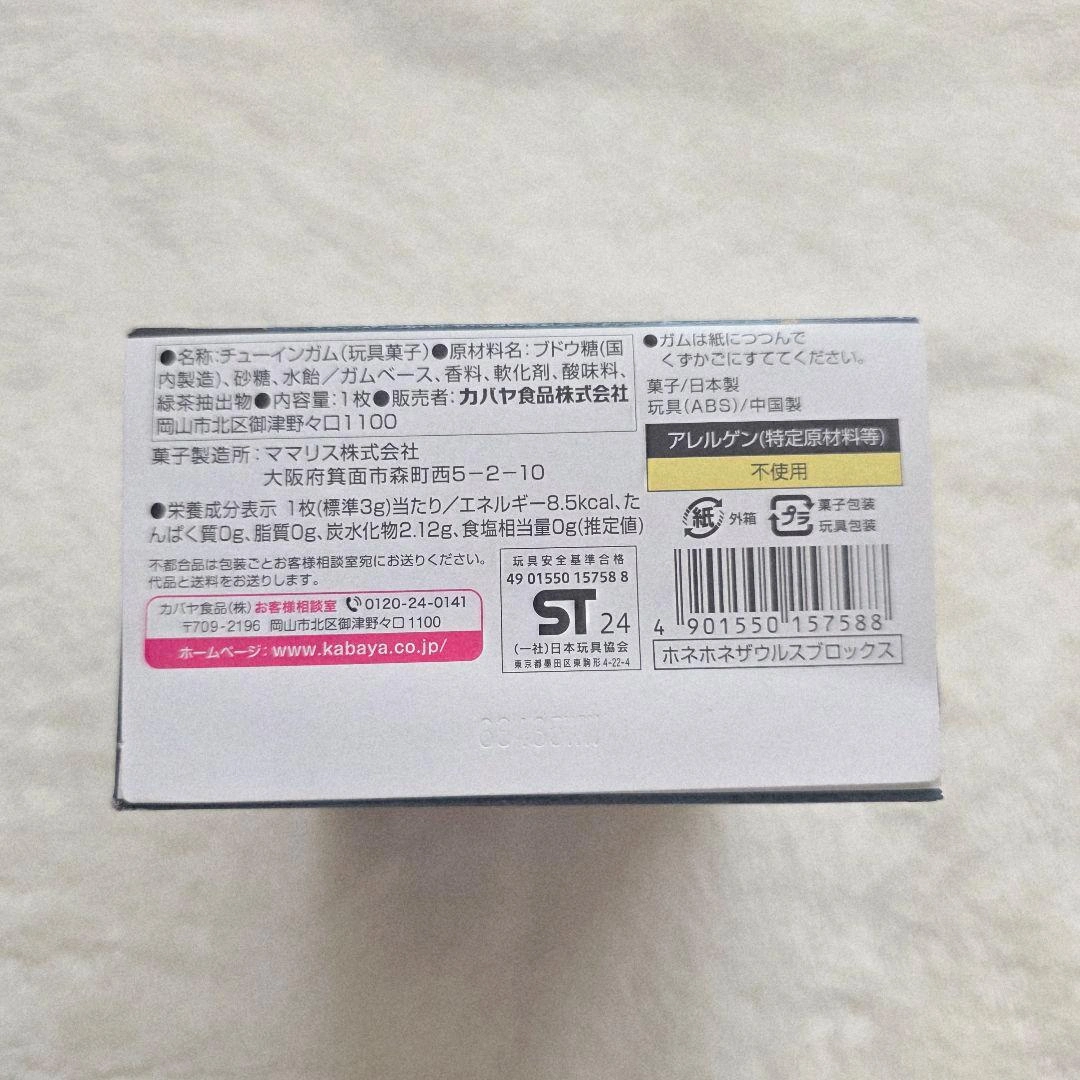 ●名称:チューインガム(玩具菓子)●原材料名:ブドウ糖(国
内製造)、砂糖、水飴／ガムベース、香料、軟化剤、酸味料、
緑茶抽出物●内容量:1枚●販売者:カバヤ食品株式会社
岡山市北区御津野々口1100
菓子製造所:ママリス株式会社
大阪府箕面市森町西5-2-10
●栄養成分表示 1枚(標準3g)当たり／エネルギー8.5kcal、た
んぱく質0g、脂質0g、炭水化物2.12g、食塩相当量0g(推定値)
不都合品は包装ごとお客様相談室宛にお送りください。
代品と送料をお送りします。
カバヤ食品(株)お客様相談室 0120-24-0141
〒709-2196 岡山市北区御津野々口1100
ホームページ:www.kabaya.co.jp/
玩具安全基準合格
49 01550 15758 8
ST 24
(一社)日本玩具協会
東京都墨田区東駒形4-22-4
●ガムは紙につつんで
くずかごにすててください。
菓子/日本製
玩具(ABS)/中国製
アレルゲン(特定原材料等)
不使用
紙 外箱
プラ 菓子包装
玩具包装
4 901550 157588
ホネホネザウルスブロックス